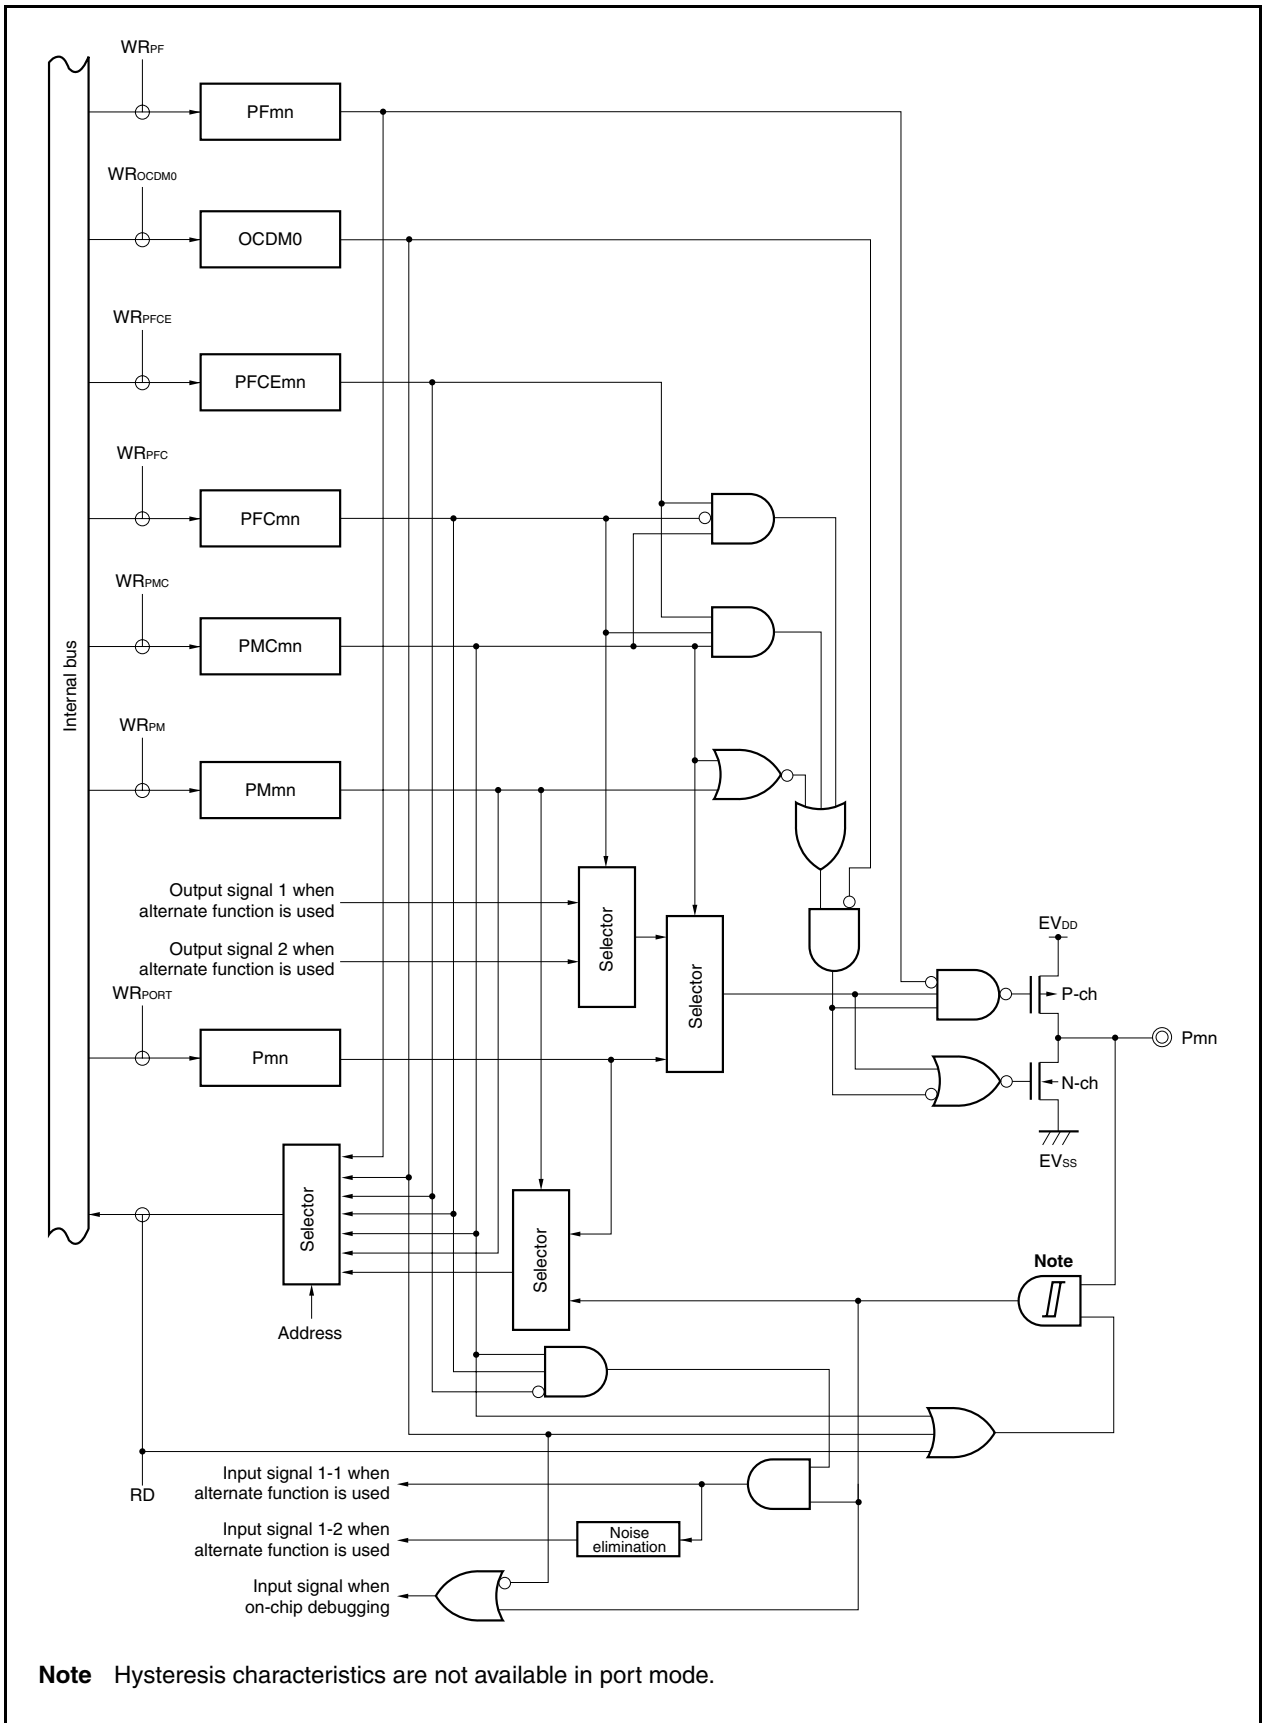 WRPF
PFmn
WROCDM0
OCDM0
WRPFCE
PFCEmn
WRPFC
PFCmn
WRPMC
PMCmn
Internal bus
WRPM
PMmn
Output signal 1 when
alternate function is used
Output signal 2 when
alternate function is used
Selector
Selector
EVDD
P-ch
WRPORT
Pmn
Pmn
N-ch
EVSS
Selector
Selector
Note
Address
RD
Input signal 1-1 when
alternate function is used
Input signal 1-2 when
alternate function is used
Noise
elimination
Input signal when
on-chip debugging
Note Hysteresis characteristics are not available in port mode.